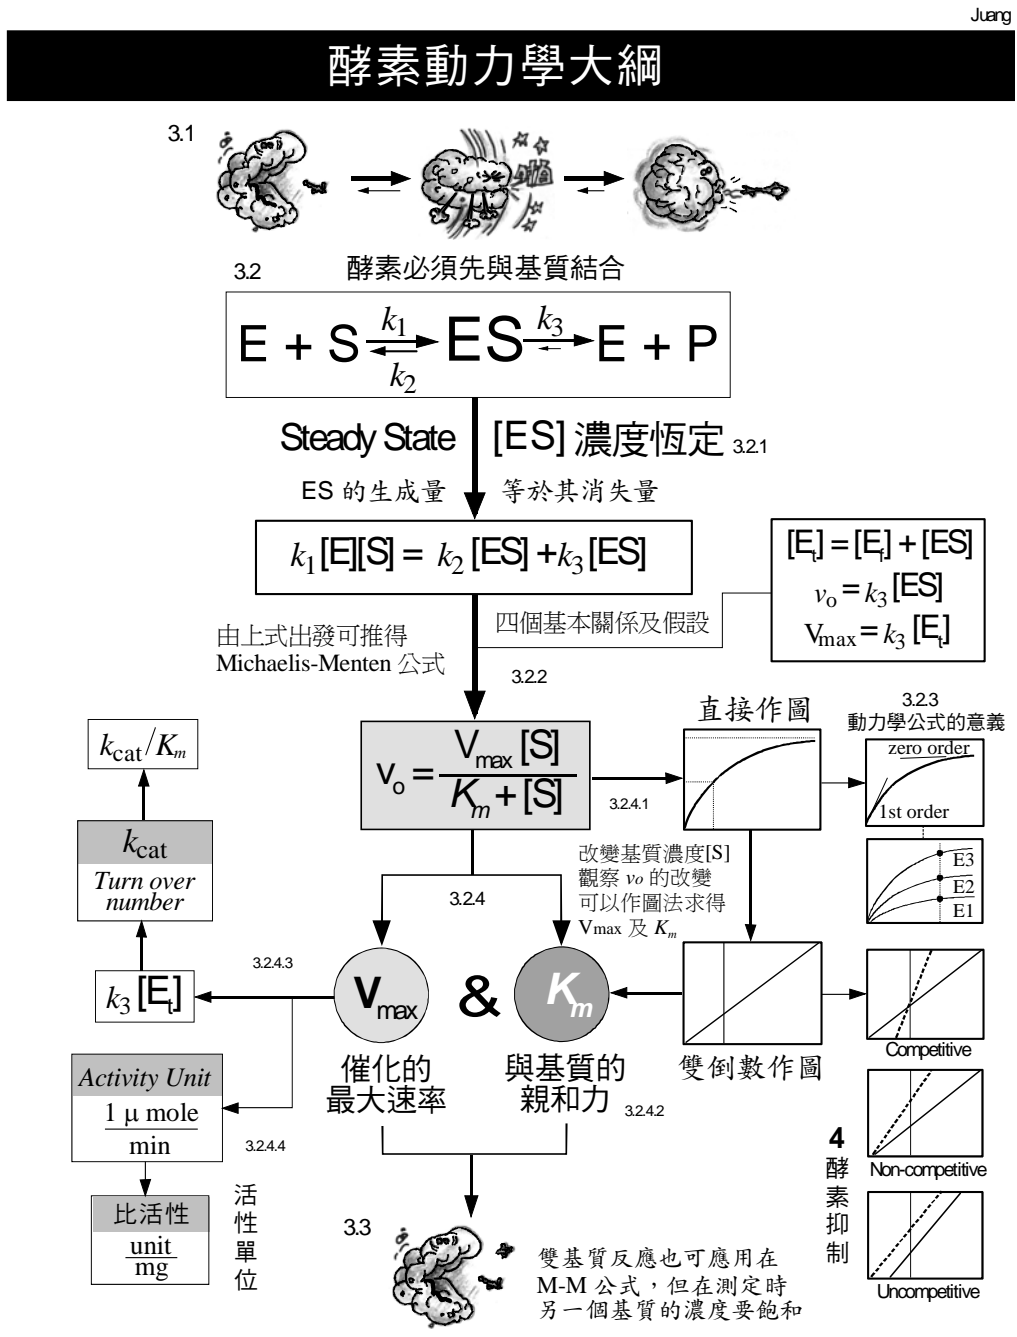 Juang
酵素動力學大綱
3.1
3.2 酵素必須先與基質結合
E + S k1 k2 ES k3 E + P
Steady State [ES] 濃度恆定 3.2.1
ES 的生成量 等於其消失量
k1 [E][S] = k2 [ES] + k3 [ES]
[Et] = [Ef] + [ES]
vo = k3 [ES]
Vmax = k3 [Et]
四個基本關係及假設
由上式出發可推得
Michaelis-Menten 公式
3.2.2
直接作圖
3.2.3
動力學公式的意義
zero order
1st order
kcat/Km
vo = Vmax [S] / Km + [S]
3.2.4.1
kcat
Turn over
number
改變基質濃度[S]
觀察 vo 的改變
可以作圖法求得
Vmax 及 Km
3.2.4
E3
E2
E1
3.2.4.3
k3 [Et]
Vmax & Km
Competitive
催化的
最大速率
與基質的
親和力 3.2.4.2
雙倒數作圖
Activity Unit
1 μ mole
min
3.2.4.4
4
酵素抑制
Non-competitive
比活性
unit
mg
活性單位
3.3
雙基質反應也可應用在
M-M 公式，但在測定時
另一個基質的濃度要飽和
Uncompetitive